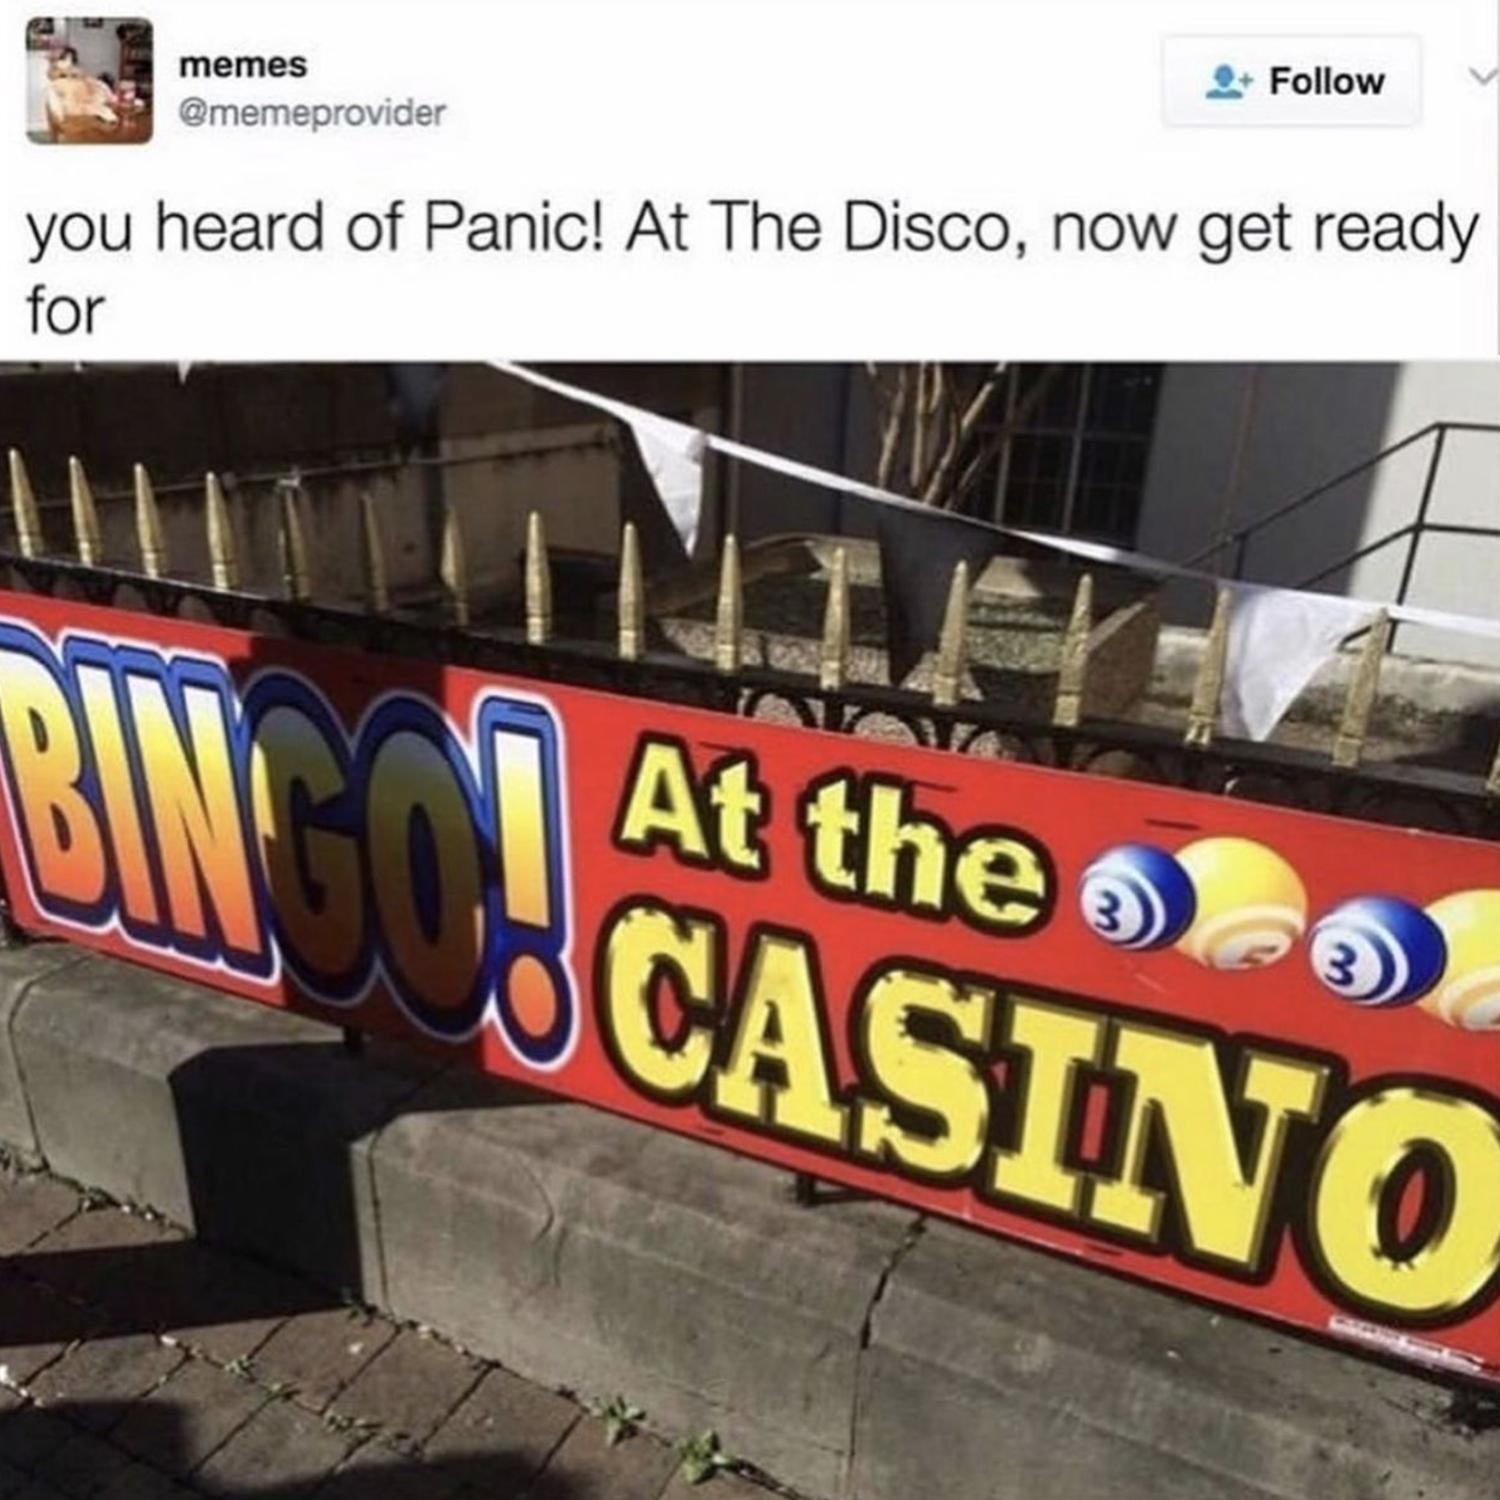 memes
@memeprovider
Follow
you heard of Panic! At The Disco, now get ready
for
BINGO!
At the
CASINO
3
3